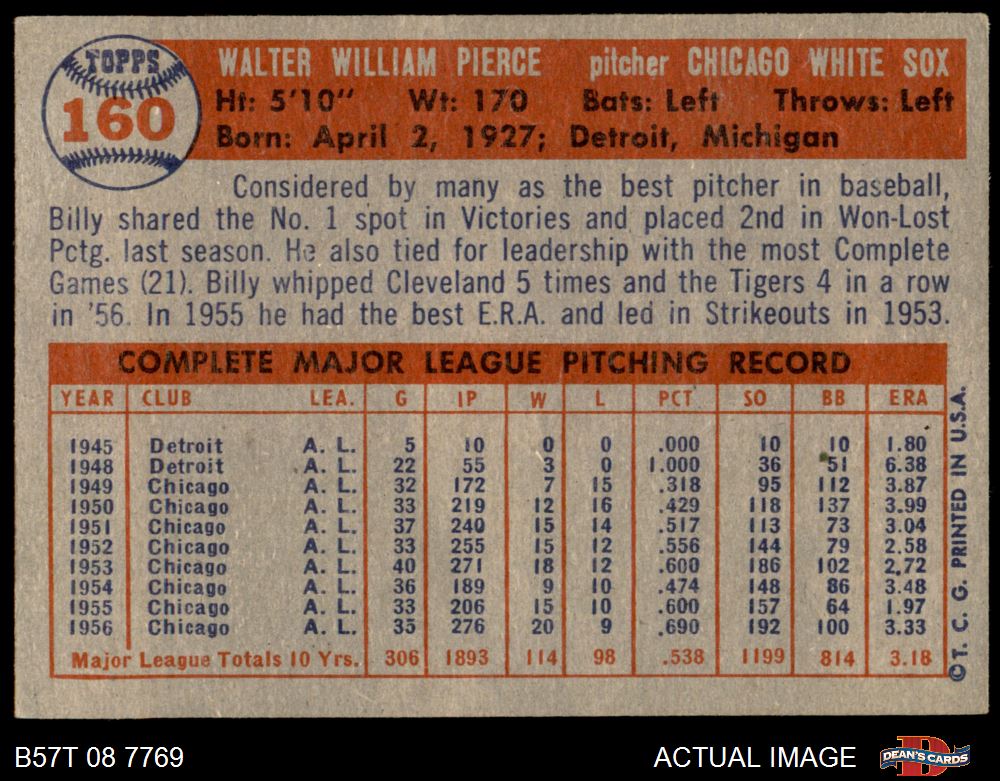 TOPPS
160
WALTER WILLIAM PIERCE pitcher CHICAGO WHITE SOX
Ht: 5'10" Wt: 170 Bats: Left Throws: Left
Born: April 2, 1927; Detroit, Michigan
Considered by many as the best pitcher in baseball,
Billy shared the No. 1 spot in Victories and placed 2nd in Won-Lost
Pctg. last season. He also tied for leadership with the most Complete
Games (21). Billy whipped Cleveland 5 times and the Tigers 4 in a row
in '56. In 1955 he had the best E.R.A. and led in Strikeouts in 1953.
COMPLETE MAJOR LEAGUE PITCHING RECORD
YEAR CLUB LEA. G IP W L PCT SO BB ERA
1945 Detroit A. L. 5 10 0 0 .000 10 10 1.80
1948 Detroit A. L. 22 55 3 0 1.000 36 51 6.38
1949 Chicago A. L. 32 172 7 15 .318 95 112 3.87
1950 Chicago A. L. 33 219 12 16 .429 118 137 3.99
1951 Chicago A. L. 37 240 15 14 .517 113 73 3.04
1952 Chicago A. L. 33 255 15 12 .556 144 79 2.58
1953 Chicago A. L. 40 271 18 12 .600 186 102 2.72
1954 Chicago A. L. 36 189 9 10 .474 148 86 3.48
1955 Chicago A. L. 33 206 15 10 .600 157 64 1.97
1956 Chicago A. L. 35 276 20 9 .690 192 100 3.33
Major League Totals 10 Yrs. 306 1893 114 98 .538 1199 814 3.18
© T. C. G. PRINTED IN U.S.A.
B57T 08 7769 ACTUAL IMAGE DEAN'S CARDS